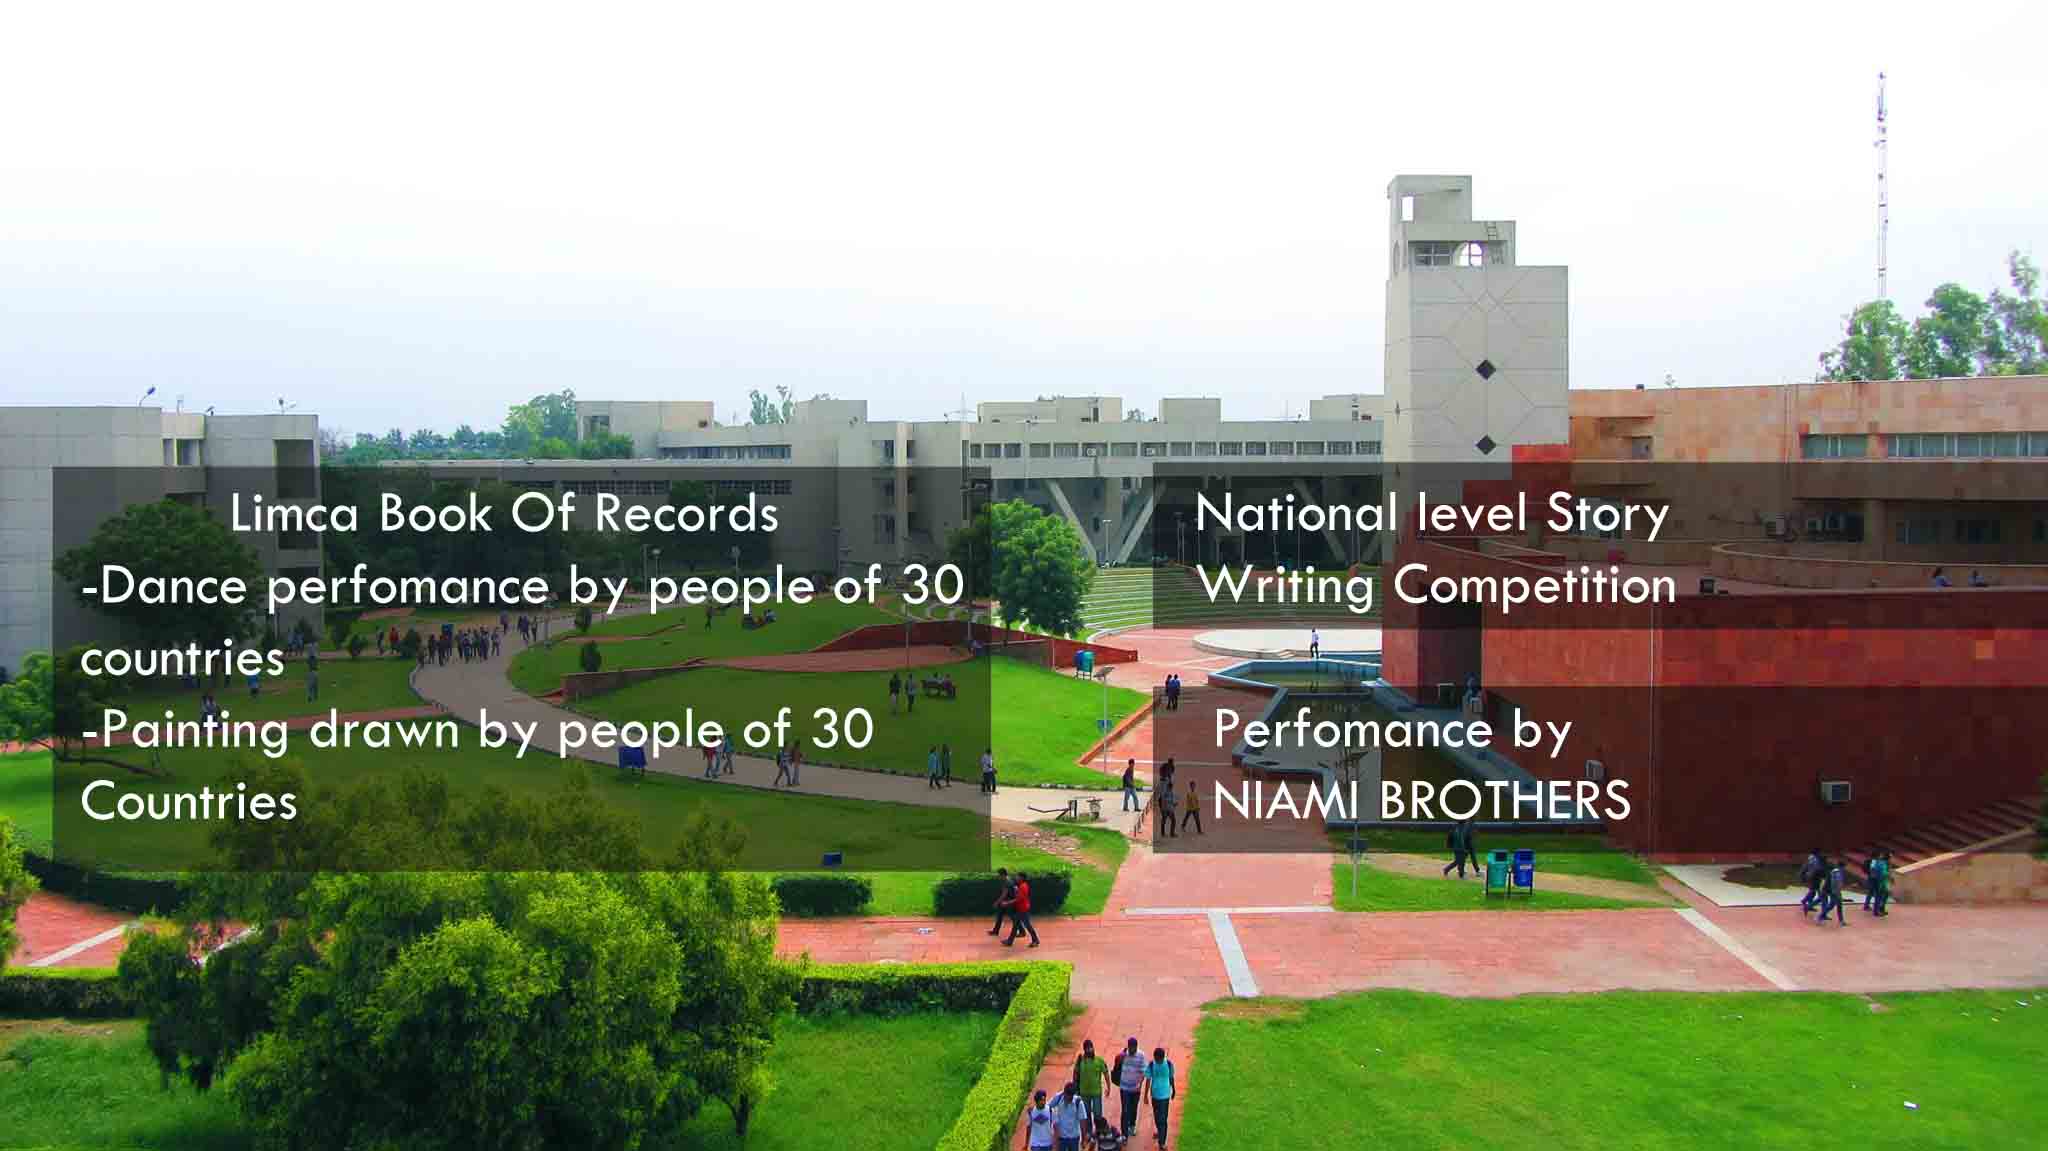 Limca Book Of Records
-Dance perfomance by people of 30
countries
-Painting drawn by people of 30
Countries
National level Story
Writing Competition
Perfomance by
NIAMI BROTHERS